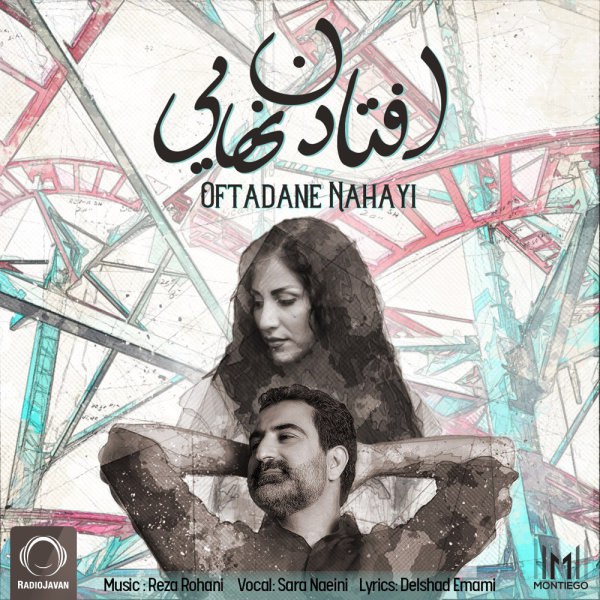 افتادن نهایی
OFTADANE NAHAYI
RADIOJAVAN
Music : Reza Rohani Vocal: Sara Naeini Lyrics: Delshad Emami
M
MONTIEGO